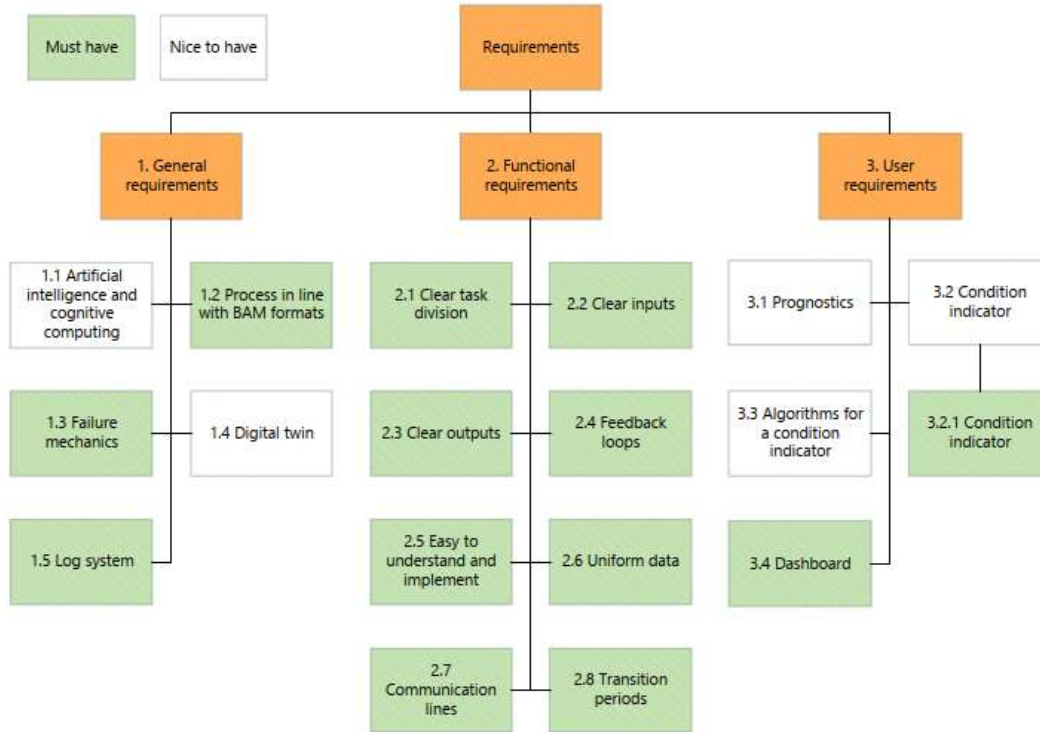 Must have
Nice to have
Requirements
1. General
requirements
2. Functional
requirements
3. User
requirements
1.1 Artificial
intelligence and
cognitive
computing
1.2 Process in line
with BAM formats
2.1 Clear task
division
2.2 Clear inputs
3.1 Prognostics
3.2 Condition
indicator
1.3 Failure
mechanics
1.4 Digital twin
2.3 Clear outputs
2.4 Feedback
loops
3.3 Algorithms for
a condition
indicator
3.2.1 Condition
indicator
1.5 Log system
2.5 Easy to
understand and
implement
2.6 Uniform data
3.4 Dashboard
2.7
Communication
lines
2.8 Transition
periods